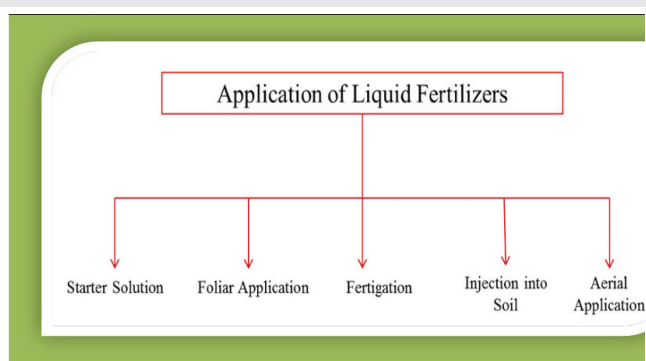 Application of Liquid Fertilizers
Starter Solution
Foliar Application
Fertigation
Injection into
Soil
Aerial
Application